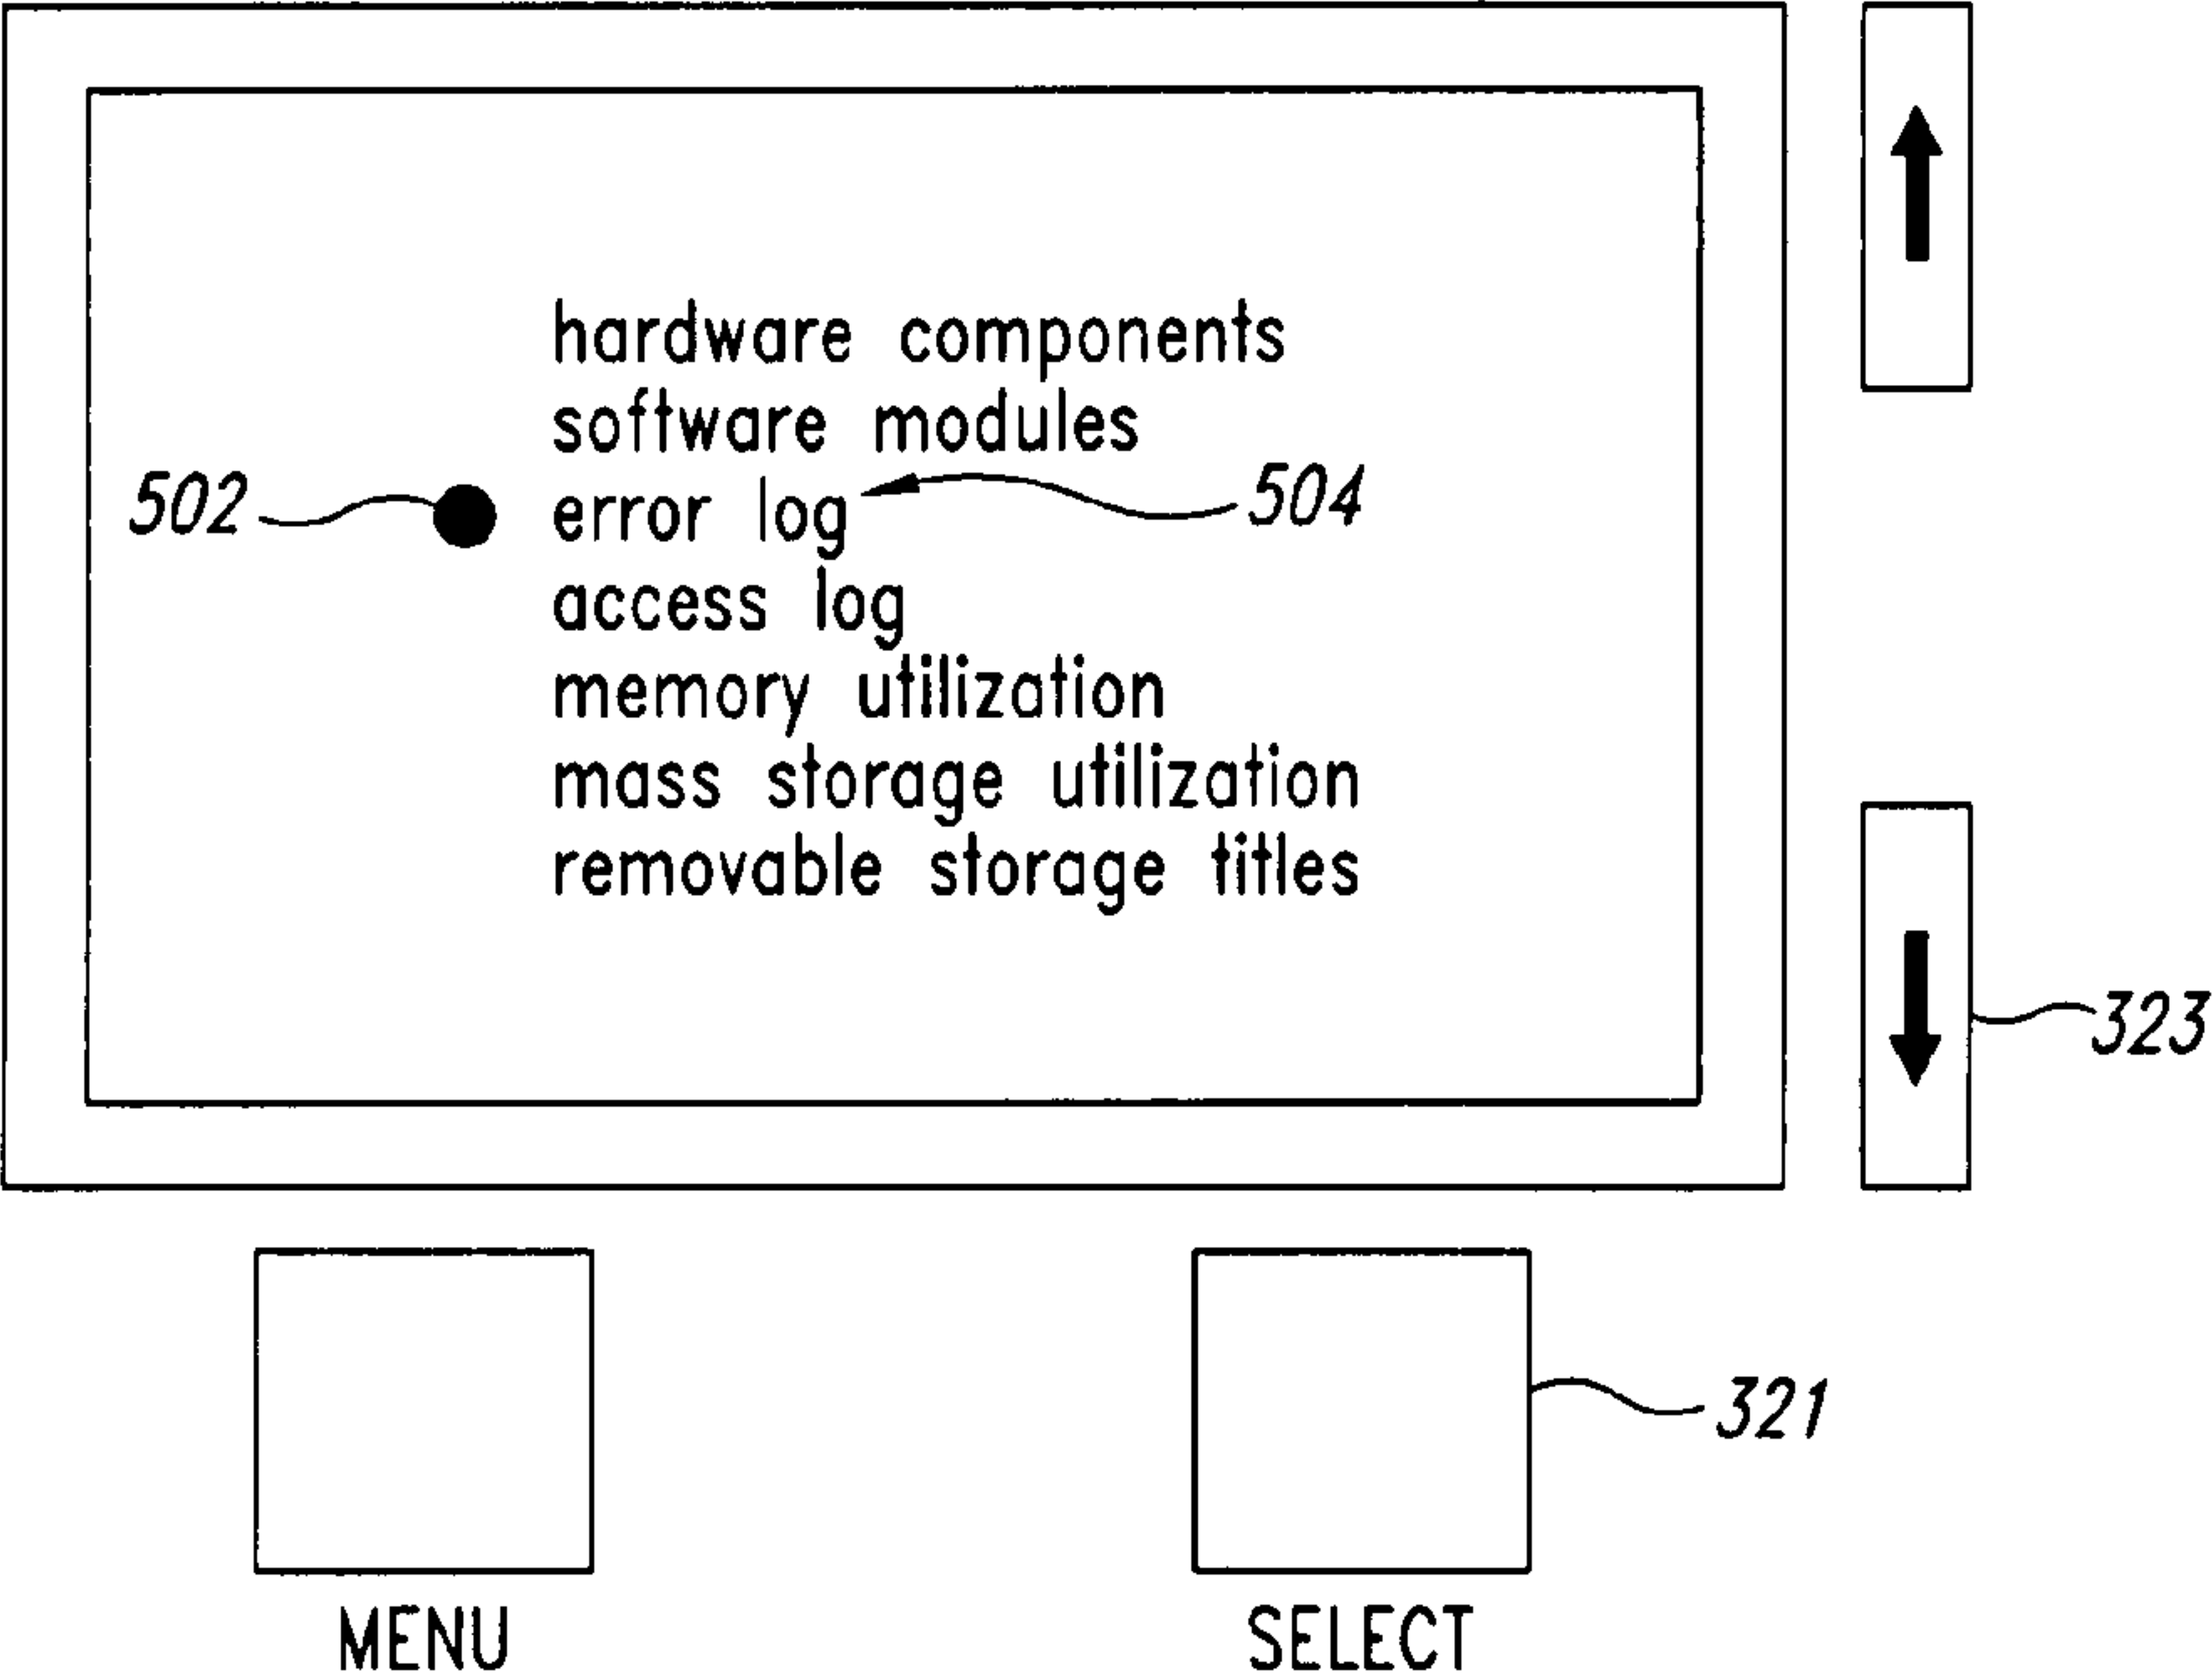 hardware components
software modules
502 error log 504
access log
memory utilization
mass storage utilization
removable storage titles
323
321
MENU SELECT